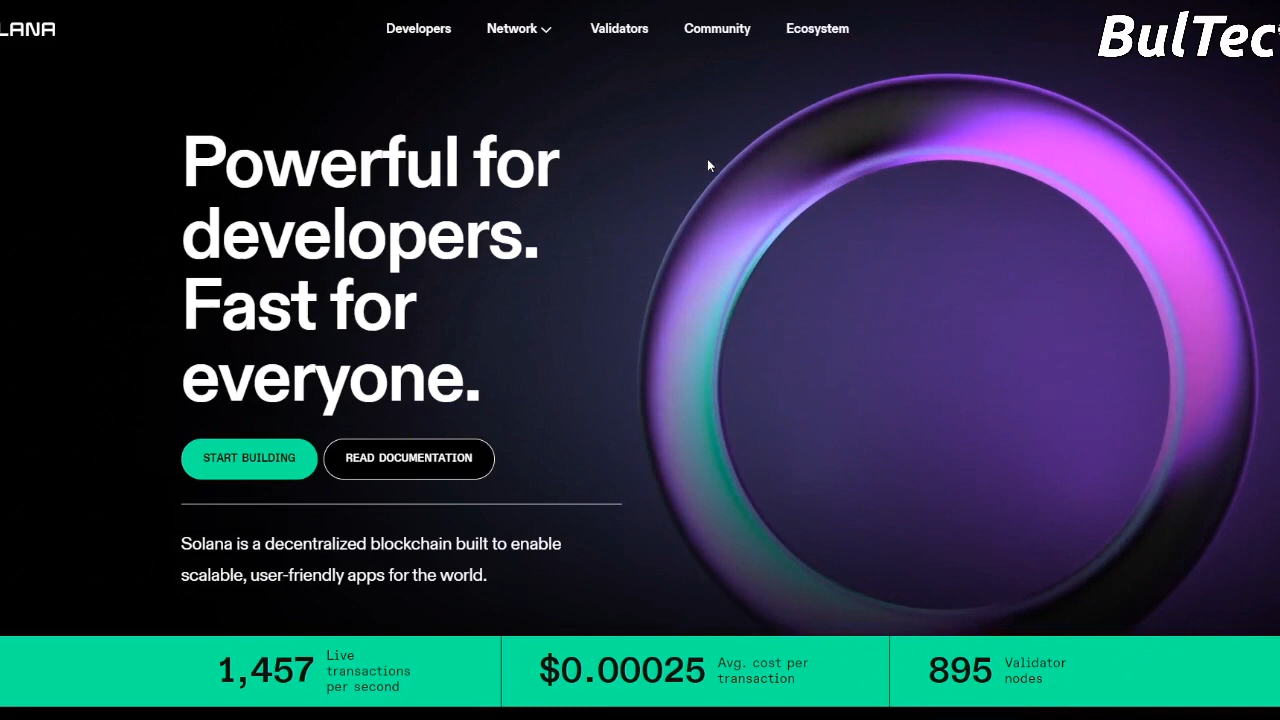 LANA
Developers
Network
Validators
Community
Ecosystem
BulTec
Powerful for
developers.
Fast for
everyone.
START BUILDING
READ DOCUMENTATION
Solana is a decentralized blockchain built to enable
scalable, user-friendly apps for the world.
1,457
Live
transactions
per second
$0.00025
Avg. cost per
transaction
895
Validator
nodes